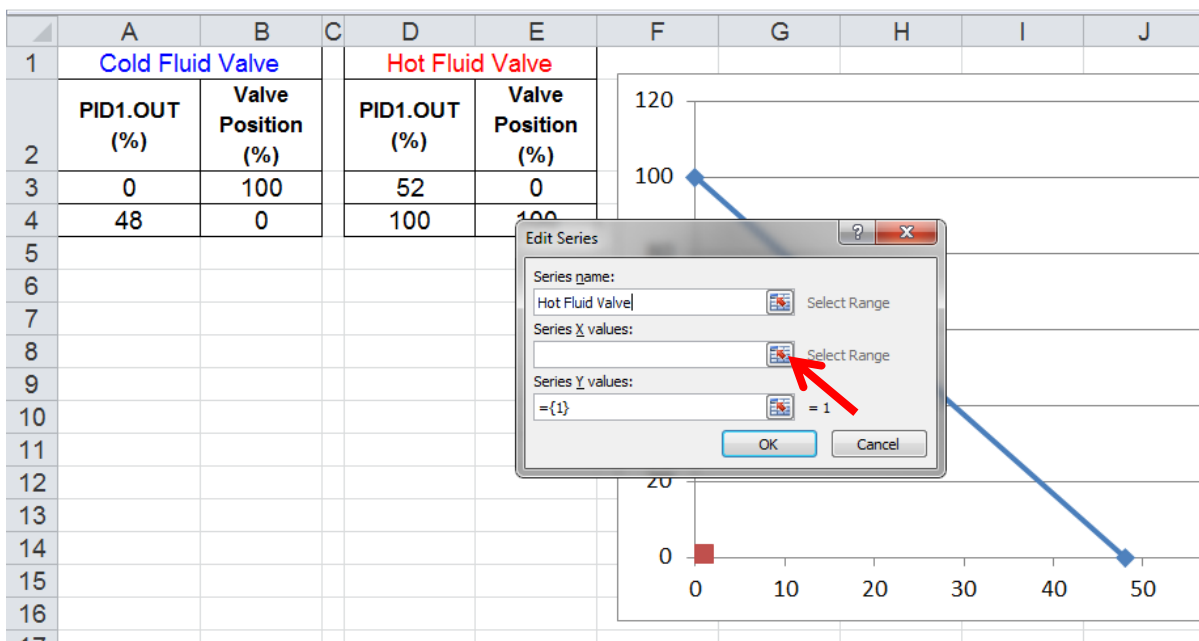 A B C D E F G H I J
1 Cold Fluid Valve Hot Fluid Valve
2 PID1.OUT (%) Valve Position (%) PID1.OUT (%) Valve Position (%)
3 0 100 52 0
4 48 0 100 100
5
6
7
8
9
10
11
12
13
14
15
16
120
100
20
0
0 10 20 30 40 50
Edit Series
?
X
Series name:
Hot Fluid Valve
Select Range
Series X values:
Select Range
Series Y values:
={1}
= 1
OK Cancel